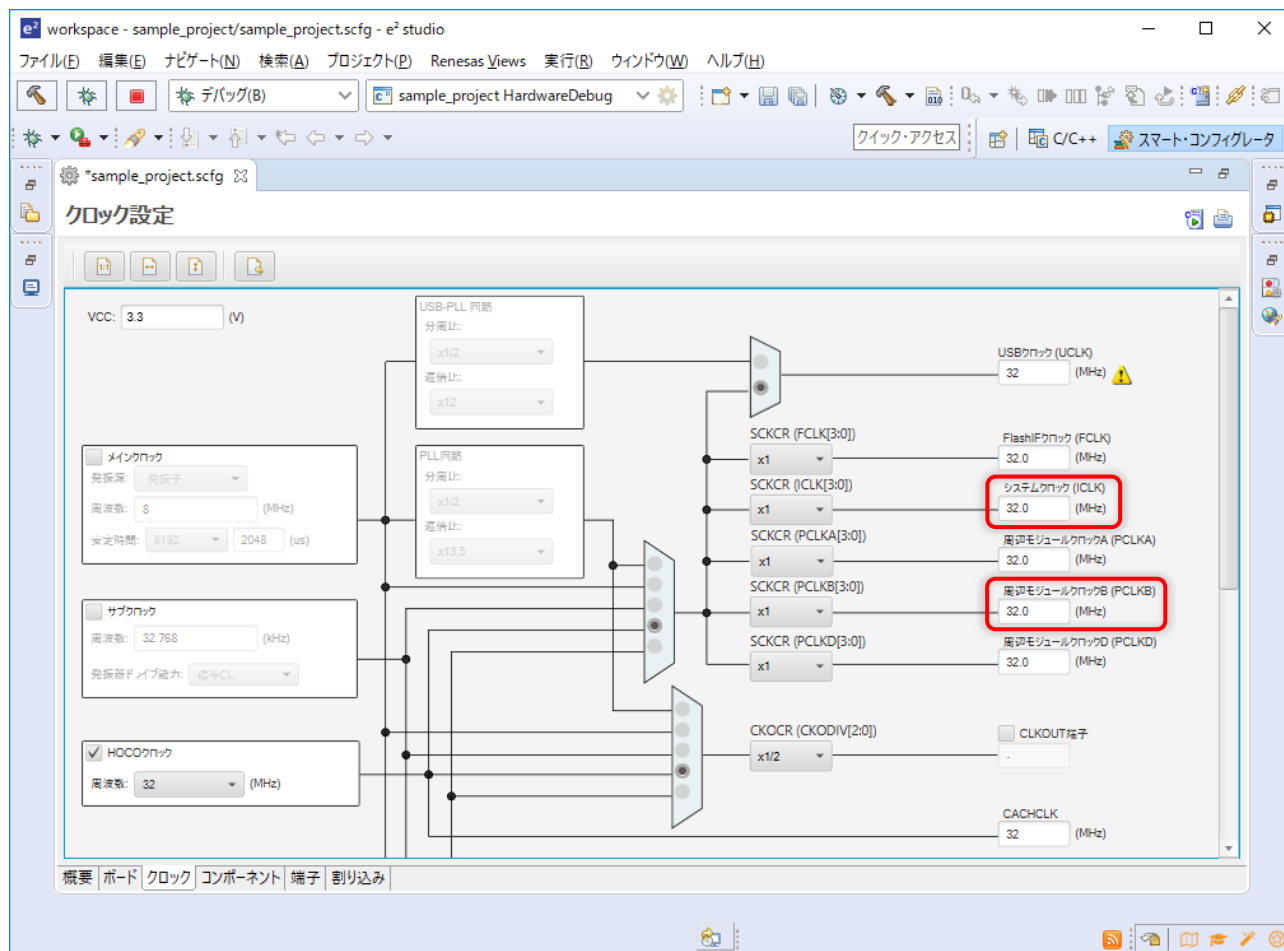 workspace - sample_project/sample_project.scfg - e² studio
ファイル(F) 編集(E) ナビゲート(N) 検索(A) プロジェクト(P) Renesas Views 実行(R) ウィンドウ(W) ヘルプ(H)
デバッグ(B)
sample_project HardwareDebug
クイック・アクセス
C/C++
スマート・コンフィグレータ
*sample_project.scfg
クロック設定
VCC: 3.3 (V)
USB-PLL 回路
分周比:
x1/2
逓倍比:
x12
USBクロック (UCLK)
32 (MHz)
SCKCR (FCLK[3:0])
x1
FlashIFクロック (FCLK)
32.0 (MHz)
メインクロック
発振源: 発振子
周波数: 8 (MHz)
安定時間: 8192 2048 (us)
PLL回路
分周比:
x1/2
逓倍比:
x13.5
SCKCR (ICLK[3:0])
x1
システムクロック (ICLK)
32.0 (MHz)
SCKCR (PCLKA[3:0])
x1
周辺モジュールクロックA (PCLKA)
32.0 (MHz)
SCKCR (PCLKB[3:0])
x1
周辺モジュールクロックB (PCLKB)
32.0 (MHz)
サブクロック
周波数: 32.768 (kHz)
発振器ドライブ能力: 標準CL
SCKCR (PCLKD[3:0])
x1
周辺モジュールクロックD (PCLKD)
32.0 (MHz)
HOCOクロック
周波数: 32 (MHz)
CKOCR (CKODIV[2:0])
x1/2
CLKOUT端子
-
CACHCLK
32 (MHz)
概要 ボード クロック コンポーネント 端子 割り込み